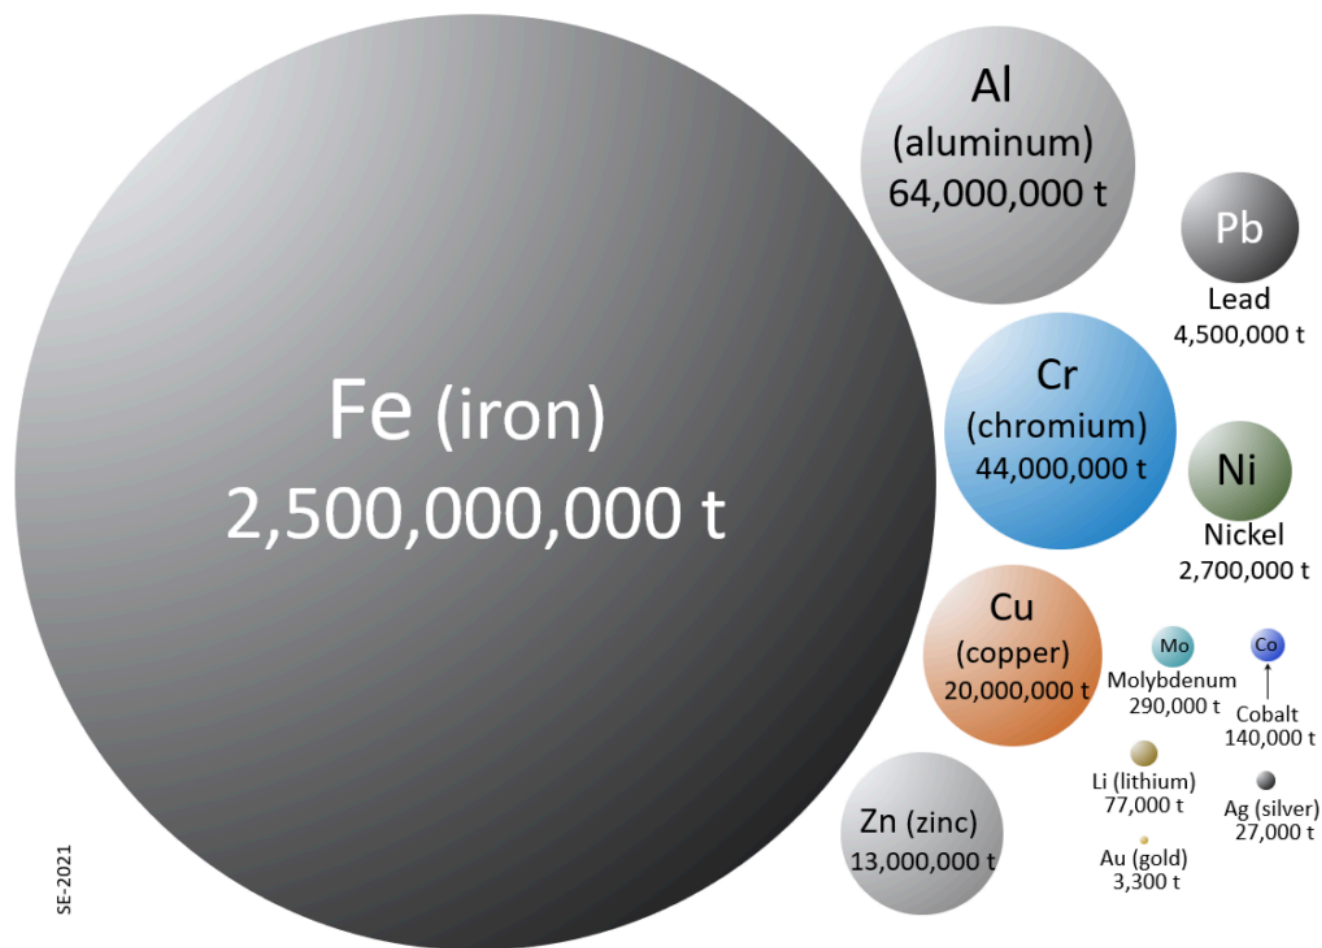 Fe (iron)
2,500,000,000 t
Al
(aluminum)
64,000,000 t
Pb
Lead
4,500,000 t
Cr
(chromium)
44,000,000 t
Ni
Nickel
2,700,000 t
Cu
(copper)
20,000,000 t
Mo
Molybdenum
290,000 t
Co
Cobalt
140,000 t
Zn (zinc)
13,000,000 t
Li (lithium)
77,000 t
Ag (silver)
27,000 t
Au (gold)
3,300 t
SE-2021